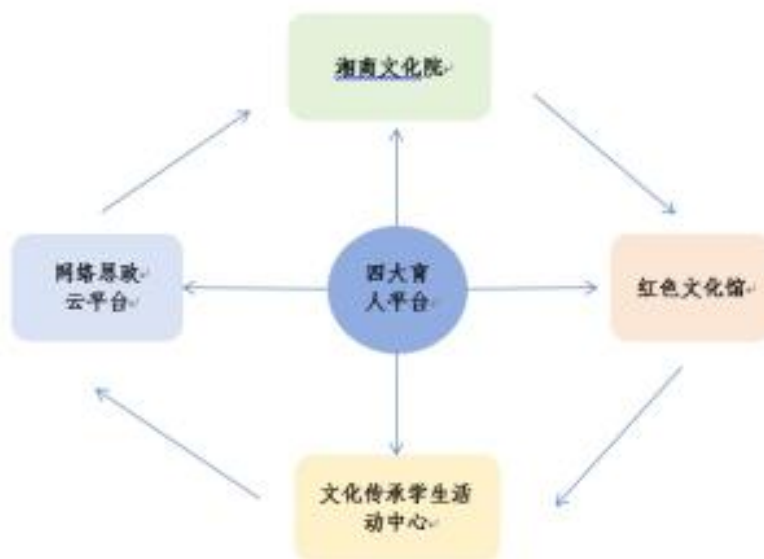 湘商文化院
网络思政
云平台
四大育
人平台
红色文化馆
文化传承学生活
动中心